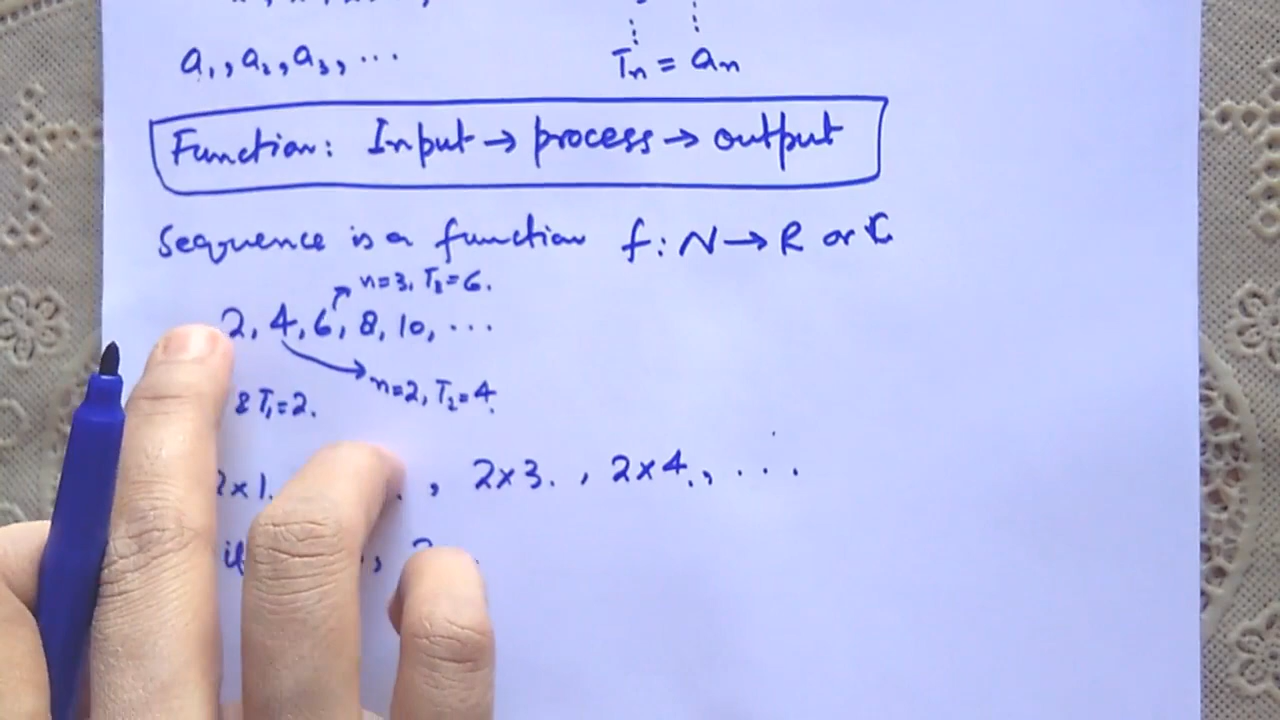 a₁, a₂, a₃, ...
Tₙ = aₙ
Function: Input → process → output
Sequence is a function f: N → R or C
n=3, T₃=6.
2, 4, 6, 8, 10, ...
n=2, T₂=4.
& T₁=2.
2×1. , 2×3. , 2×4., ...
if